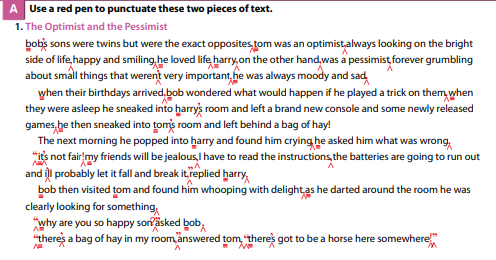 A Use a red pen to punctuate these two pieces of text.
1. The Optimist and the Pessimist
bob's sons were twins but were the exact opposites. tom was an optimist, always looking on the bright
side of life, happy and smiling. he loved life. harry, on the other hand, was a pessimist, forever grumbling
about small things that weren't very important. he was always moody and sad.
when their birthdays arrived, bob wondered what would happen if he played a trick on them. when
they were asleep he sneaked into harry's room and left a brand new console and some newly released
games. he then sneaked into tom's room and left behind a bag of hay!
The next morning he popped into harry and found him crying. he asked him what was wrong.
"it's not fair! my friends will be jealous, I have to read the instructions, the batteries are going to run out
and i'll probably let it fall and break it," replied harry.
bob then visited tom and found him whooping with delight, as he darted around the room he was
clearly looking for something.
"why are you so happy son?" asked bob.
"there's a bag of hay in my room," answered tom, "there's got to be a horse here somewhere!"